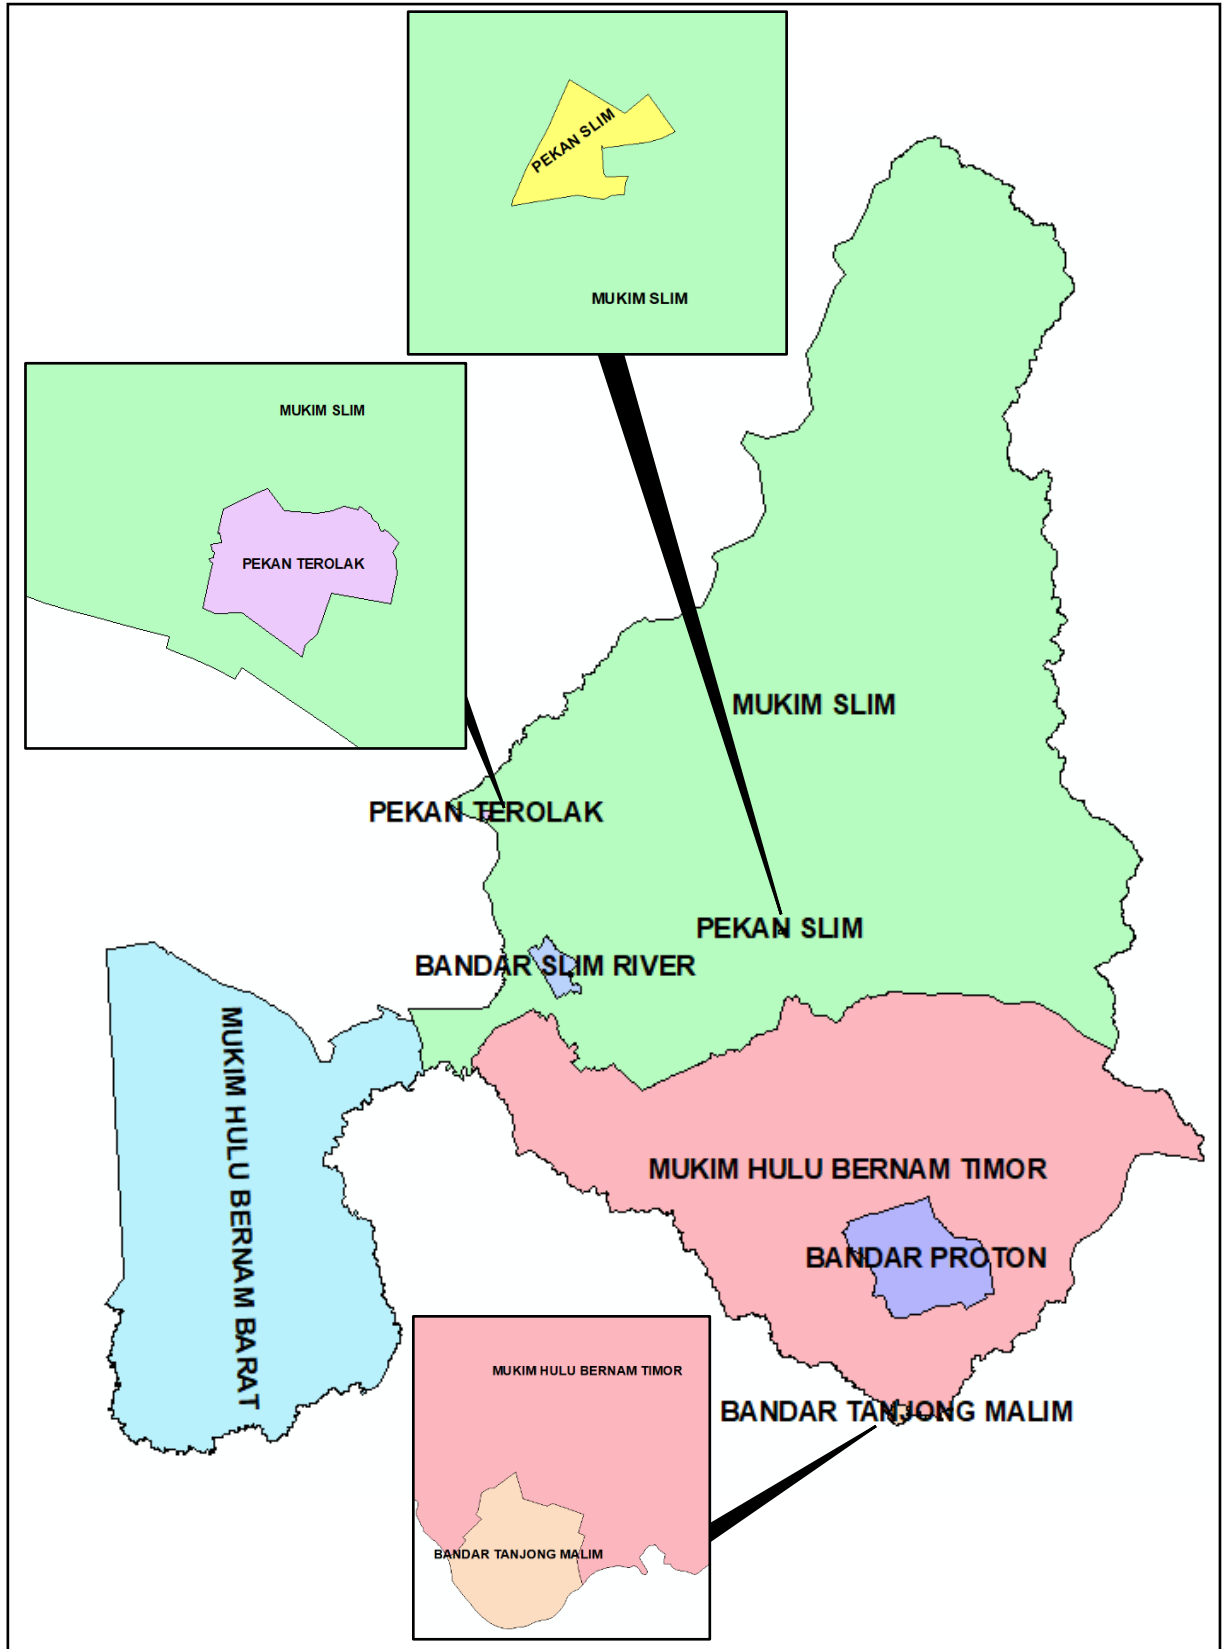 PEKAN SLIM
MUKIM SLIM
MUKIM SLIM
PEKAN TEROLAK
MUKIM SLIM
PEKAN TEROLAK
PEKAN SLIM
BANDAR SLIM RIVER
MUKIM HULU BERNAM BARAT
MUKIM HULU BERNAM TIMOR
BANDAR PROTON
MUKIM HULU BERNAM TIMOR
BANDAR TANJONG MALIM
BANDAR TANJONG MALIM